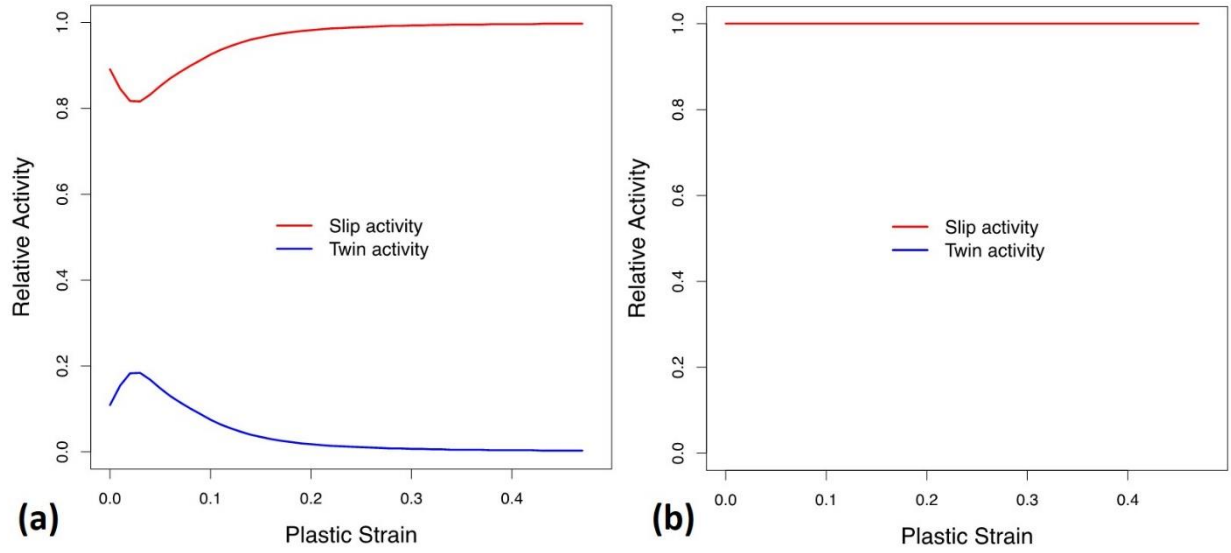 1.0
0.8
0.6
0.4
0.2
0.0
Relative Activity
Slip activity
Twin activity
0.0 0.1 0.2 0.3 0.4
Plastic Strain
(a)
1.0
0.8
0.6
0.4
0.2
0.0
Relative Activity
Slip activity
Twin activity
0.0 0.1 0.2 0.3 0.4
Plastic Strain
(b)